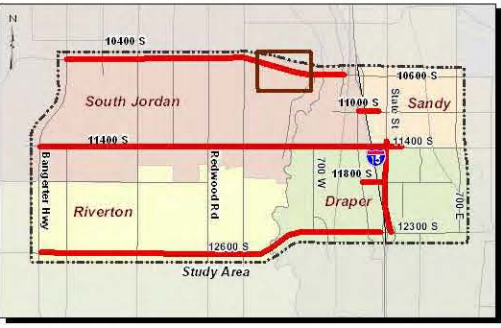 N
10400 S
10600 S
South Jordan
11000 S
State St
Sandy
11400 S
11400 S
Bangerter Hwy
Redwood Rd
700 W
15
11800 S
700 E
Riverton
Draper
12300 S
12600 S
Study Area